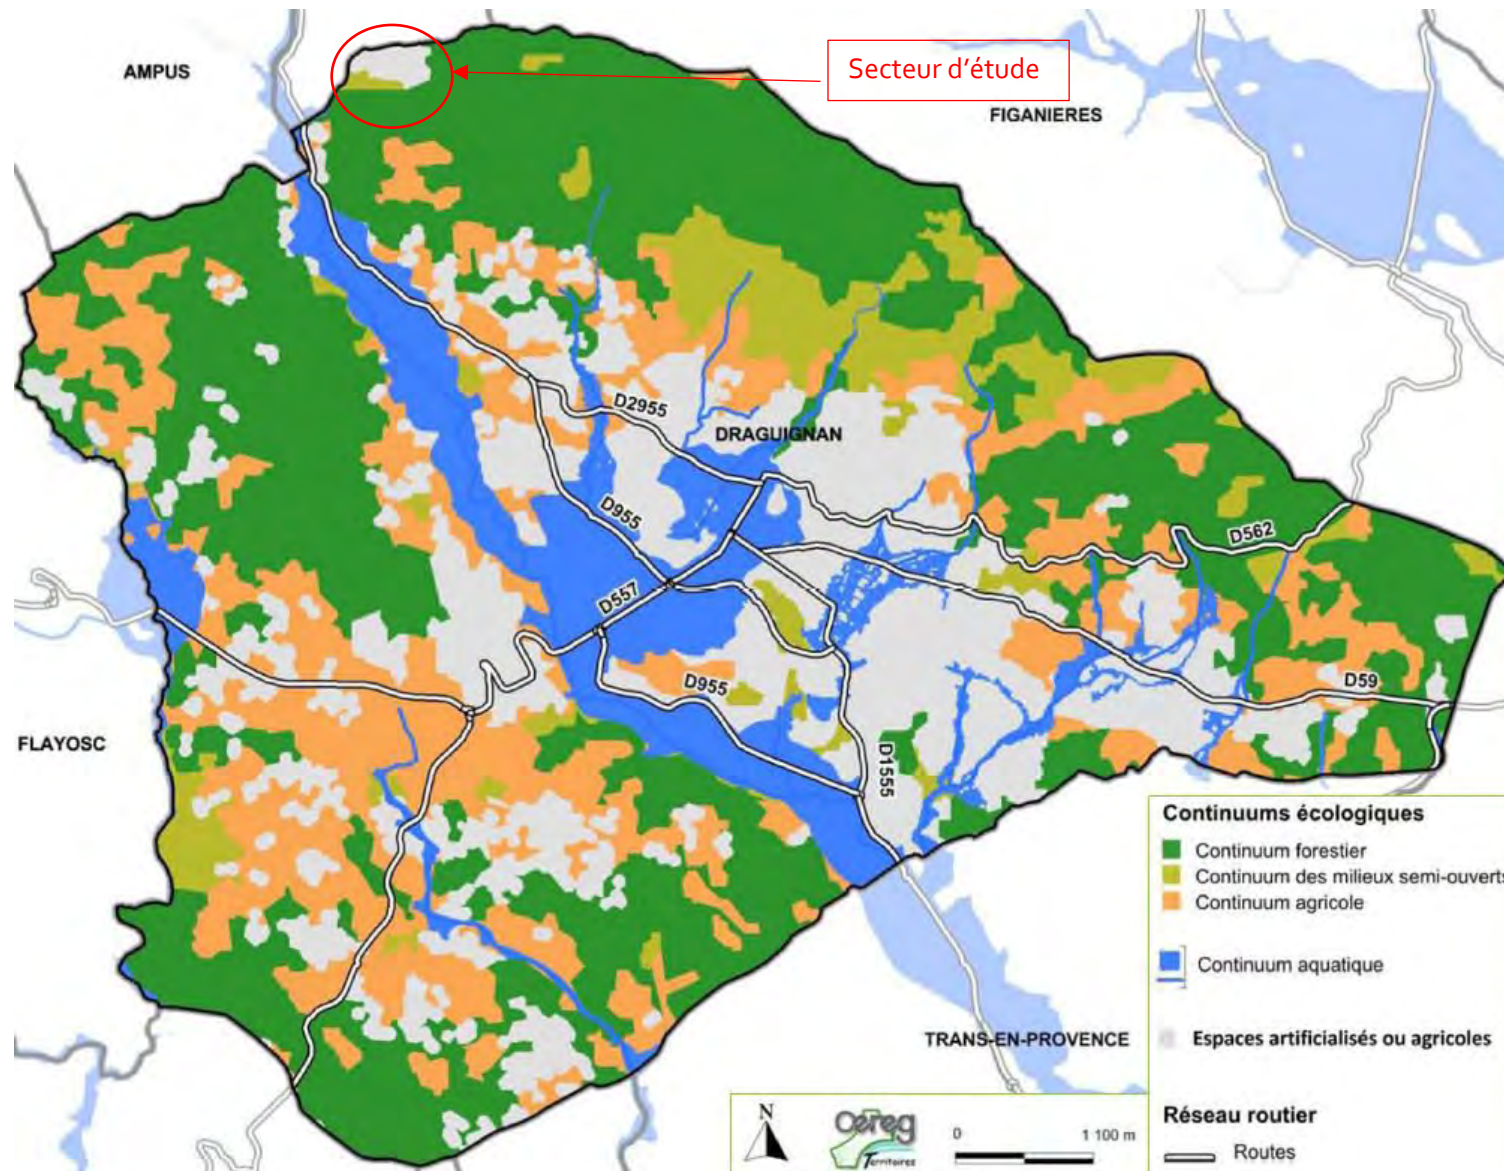 Secteur d'étude
AMPUS
FIGANIERES
D2955
DRAGUIGNAN
D955
D562
D557
D955
D59
FLAYOSC
D1555
TRANS-EN-PROVENCE
Continuums écologiques
Continuum forestier
Continuum des milieux semi-ouverts
Continuum agricole
Continuum aquatique
Espaces artificialisés ou agricoles
Réseau routier
Routes
N
Cereg
Territoires
0 1 100 m